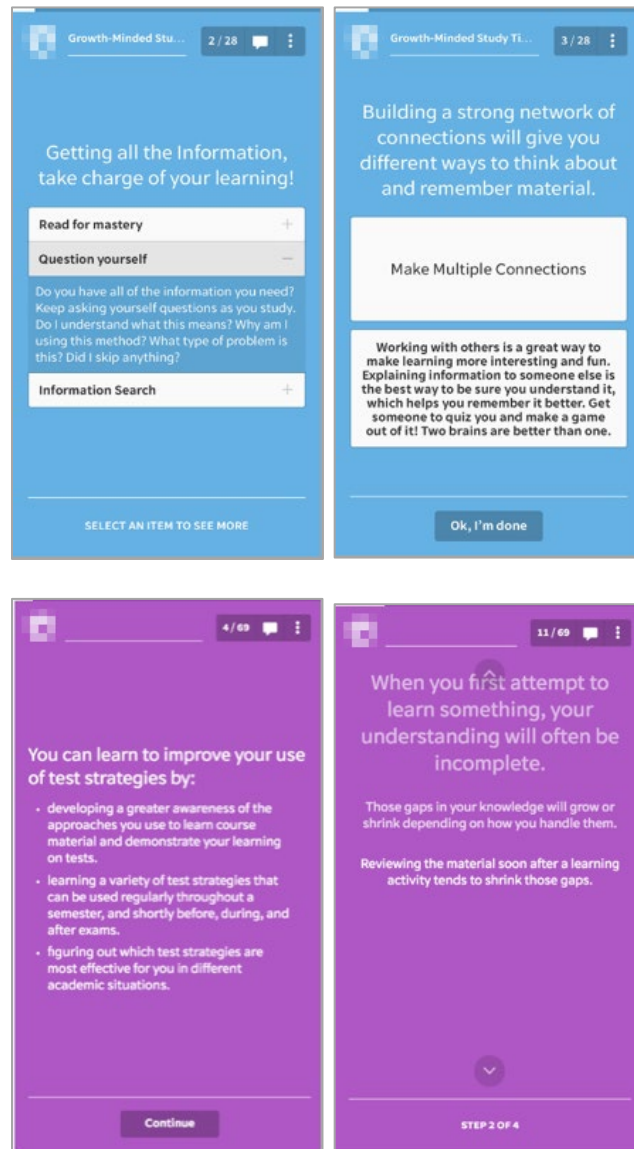 Growth-Minded Stu...
2/28
Getting all the Information,
take charge of your learning!
Read for mastery
Question yourself
Do you have all of the information you need?
Keep asking yourself questions as you study.
Do I understand what this means? Why am I
using this method? What type of problem is
this? Did I skip anything?
Information Search
SELECT AN ITEM TO SEE MORE
Growth-Minded Study Ti...
3/28
Building a strong network of
connections will give you
different ways to think about
and remember material.
Make Multiple Connections
Working with others is a great way to
make learning more interesting and fun.
Explaining information to someone else is
the best way to be sure you understand it,
which helps you remember it better. Get
someone to quiz you and make a game
out of it! Two brains are better than one.
Ok, I'm done
4/69
You can learn to improve your use
of test strategies by:
• developing a greater awareness of the
approaches you use to learn course
material and demonstrate your learning
on tests.
• learning a variety of test strategies that
can be used regularly throughout a
semester, and shortly before, during, and
after exams.
• figuring out which test strategies are
most effective for you in different
academic situations.
Continue
11/69
When you first attempt to
learn something, your
understanding will often be
incomplete.
Those gaps in your knowledge will grow or
shrink depending on how you handle them.
Reviewing the material soon after a learning
activity tends to shrink those gaps.
STEP 2 OF 4